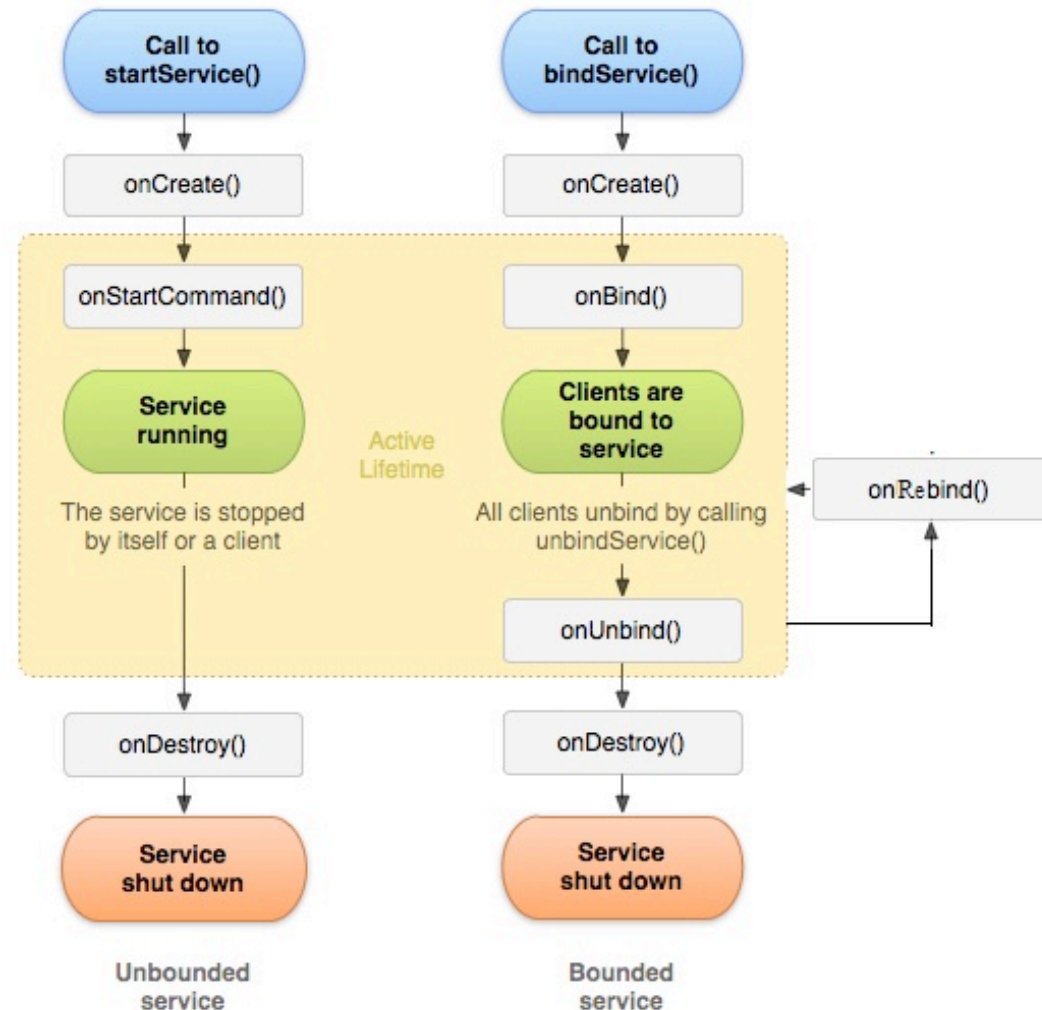 Call to
startService()
Call to
bindService()
onCreate()
onCreate()
onStartCommand()
onBind()
Service
running
Active
Lifetime
Clients are
bound to
service
onRebind()
The service is stopped
by itself or a client
All clients unbind by calling
unbindService()
onUnbind()
onDestroy()
onDestroy()
Service
shut down
Service
shut down
Unbounded
service
Bounded
service